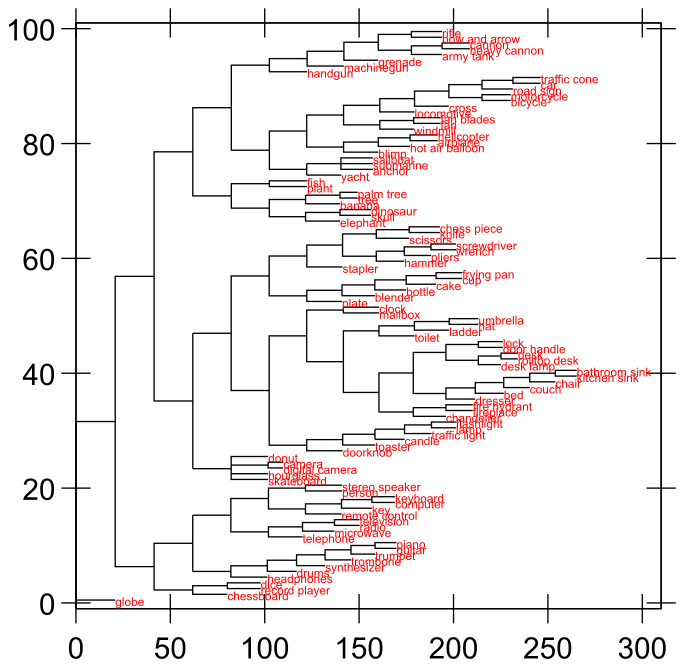 100
80
60
40
20
0
0
50
100
150
200
250
300
rifle
bow and arrow
cannon
heavy cannon
army tank
grenade
machinegun
handgun
traffic cone
car
road sign
motorcycle
bicycle
cross
locomotive
fan blades
fan
windmill
helicopter
airplane
hot air balloon
blimp
sailboat
submarine
anchor
yacht
fish
plant
palm tree
tree
banana
dinosaur
skull
elephant
chess piece
knife
scissors
screwdriver
wrench
pliers
hammer
stapler
frying pan
cup
cake
bottle
blender
plate
clock
mailbox
umbrella
hat
ladder
toilet
lock
door handle
desk
rolltop desk
desk lamp
bathroom sink
kitchen sink
chair
couch
bed
dresser
fire hydrant
fireplace
chandelier
flashlight
lamp
traffic light
candle
toaster
doorknob
donut
camera
digital camera
hourglass
skateboard
stereo speaker
person
keyboard
computer
key
remote control
television
radio
microwave
telephone
piano
guitar
trumpet
trombone
synthesizer
drums
headphones
dice
record player
chessboard
globe